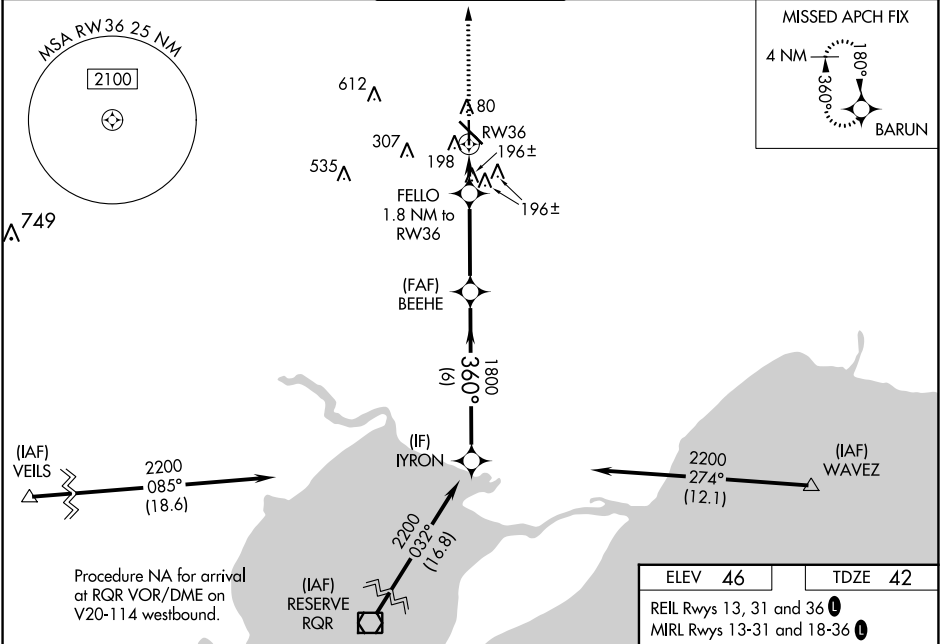 MSA RW36 25 NM
2100
MISSED APCH FIX
4 NM
360°
180°
BARUN
612
80
307
198
RW36
196±
535
196±
FELLO
1.8 NM to
RW36
749
(FAF)
BEEHE
1800
360°
(6)
(IF)
IYRON
(IAF)
VEILS
2200
085°
(18.6)
2200
274°
(12.1)
(IAF)
WAVEZ
2200
032°
(16.8)
(IAF)
RESERVE
RQR
Procedure NA for arrival
at RQR VOR/DME on
V20-114 westbound.
ELEV 46
TDZE 42
REIL Rwys 13, 31 and 36 L
MIRL Rwys 13-31 and 18-36 L